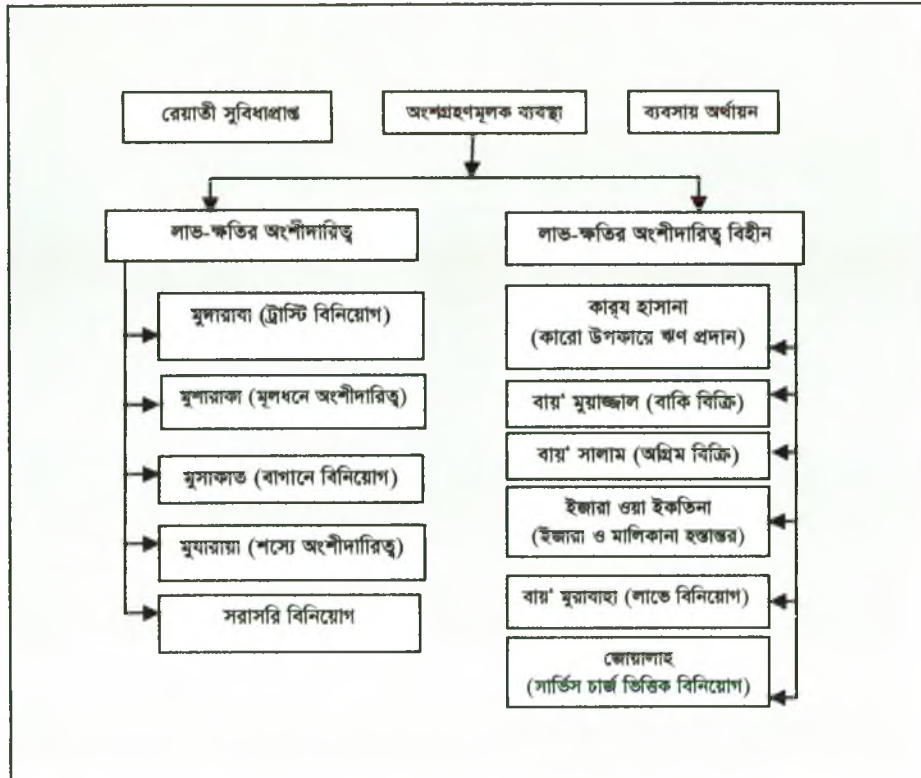 রেয়াতী সুবিধাপ্রাপ্ত
অংশগ্রহণমূলক ব্যবস্থা
ব্যবসায় অর্থায়ন
লাভ-ক্ষতির অংশীদারিত্ব
মুদারাবা (ট্রাস্টি বিনিয়োগ)
মুশারাকা (মূলধনে অংশীদারিত্ব)
মুসাকাত (বাগানে বিনিয়োগ)
মুযারায়া (শস্যে অংশীদারিত্ব)
সরাসরি বিনিয়োগ
লাভ-ক্ষতির অংশীদারিত্ব বিহীন
কার্‌য হাসানা
(কারো উপকারে ঋণ প্রদান)
বায়' মুয়াজ্জাল (বাকি বিক্রি)
বায়' সালাম (অগ্রিম বিক্রি)
ইজারা ওয়া ইকতিনা
(ইজারা ও মালিকানা হস্তান্তর)
বায়' মুরাবাহা (লাভে বিনিয়োগ)
জোয়ালাহ
(সার্ভিস চার্জ ভিত্তিক বিনিয়োগ)